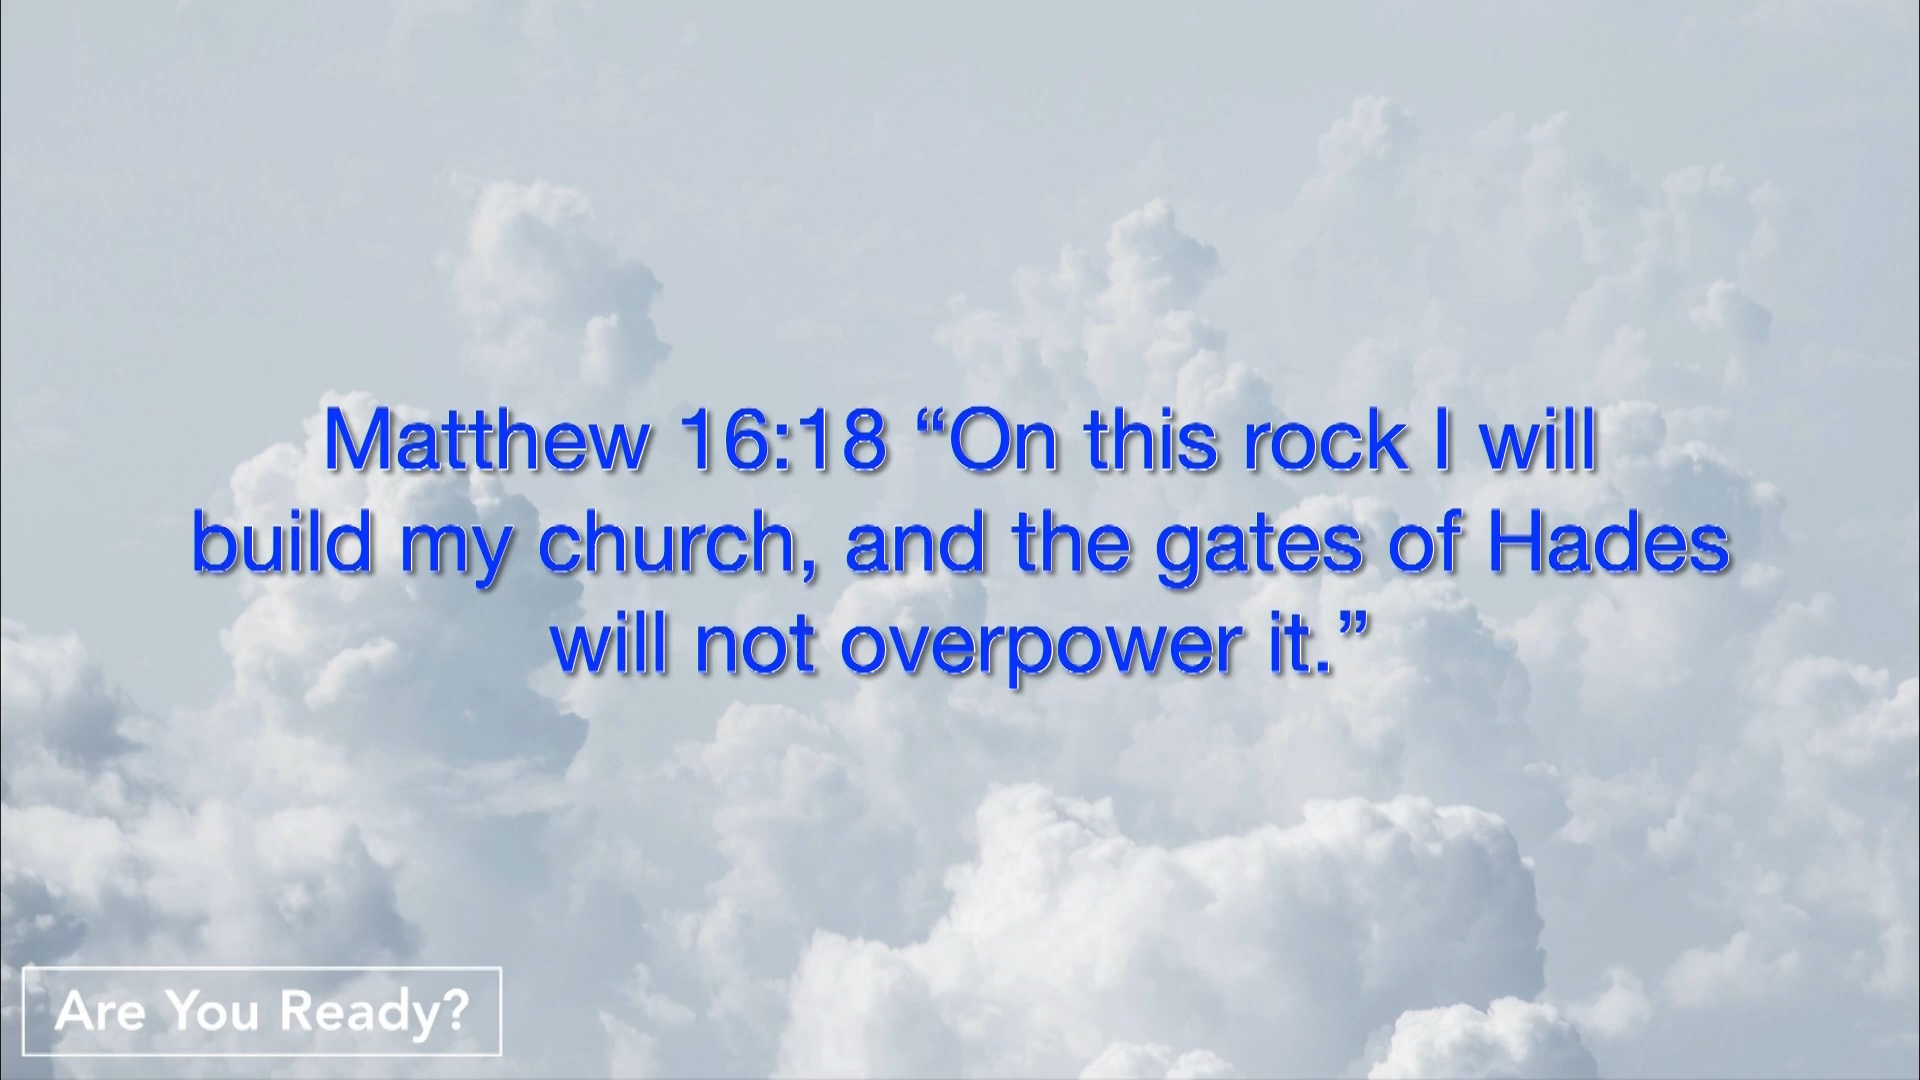 Matthew 16:18 “On this rock I will
build my church, and the gates of Hades
will not overpower it.”
Are You Ready?